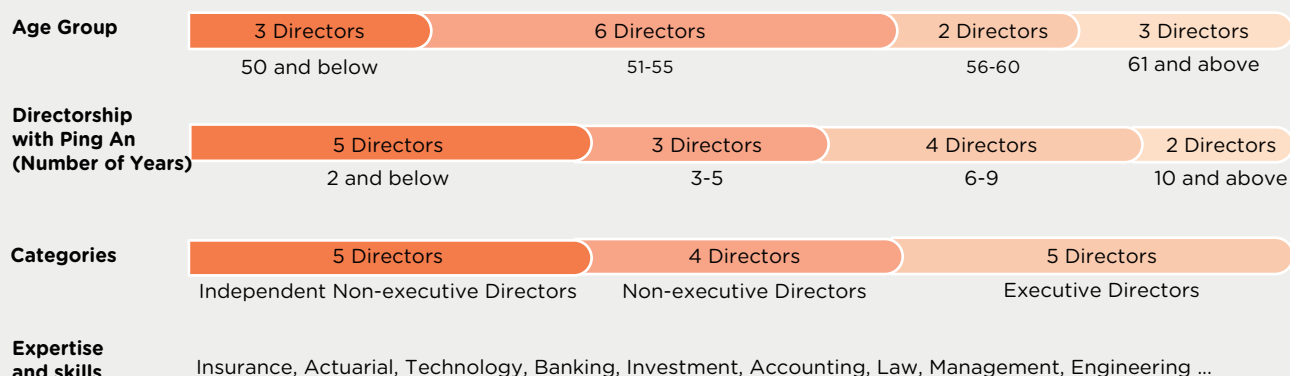 Age Group
3 Directors 6 Directors 2 Directors 3 Directors
50 and below 51-55 56-60 61 and above
Directorship
with Ping An
(Number of Years)
5 Directors 3 Directors 4 Directors 2 Directors
2 and below 3-5 6-9 10 and above
Categories
5 Directors 4 Directors 5 Directors
Independent Non-executive Directors Non-executive Directors Executive Directors
Expertise
and skills
Insurance, Actuarial, Technology, Banking, Investment, Accounting, Law, Management, Engineering ...